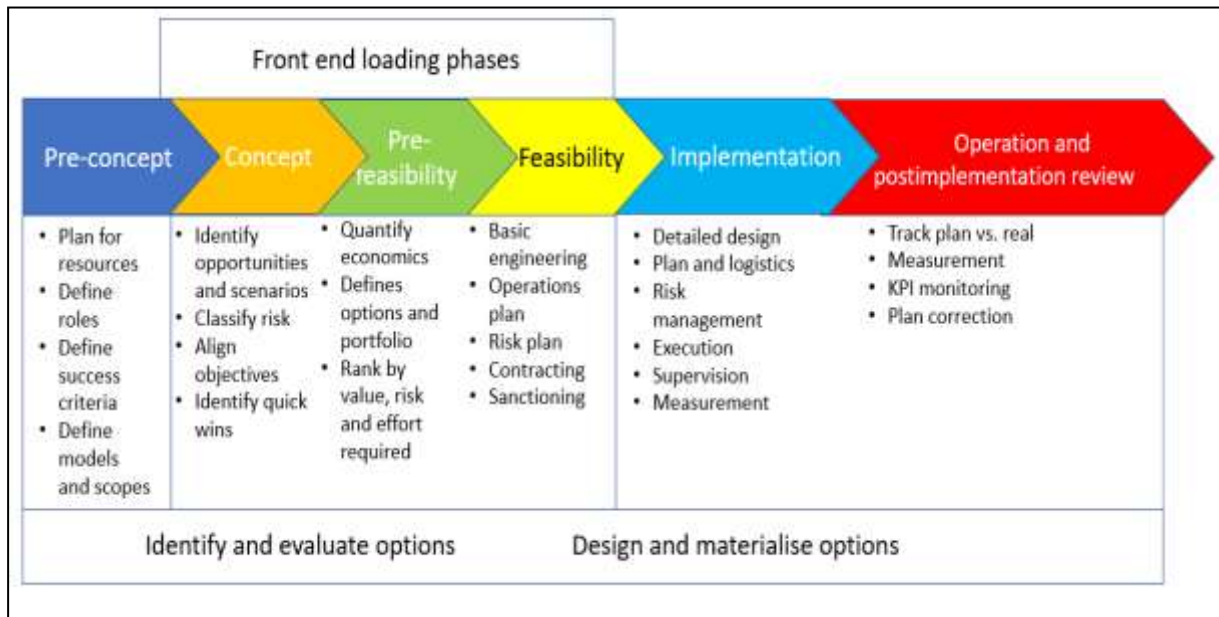 Front end loading phases
Pre-concept
Concept
Pre-
feasibility
Feasibility
Implementation
Operation and
postimplementation review
• Plan for
resources
• Define
roles
• Define
success
criteria
• Define
models
and scopes
• Identify
opportunities
and scenarios
• Classify risk
• Align
objectives
• Identify quick
wins
• Quantify
economics
• Defines
options and
portfolio
• Rank by
value, risk
and effort
required
• Basic
engineering
• Operations
plan
• Risk plan
• Contracting
• Sanctioning
• Detailed design
• Plan and logistics
• Risk
management
• Execution
• Supervision
• Measurement
• Track plan vs. real
• Measurement
• KPI monitoring
• Plan correction
Identify and evaluate options
Design and materialise options